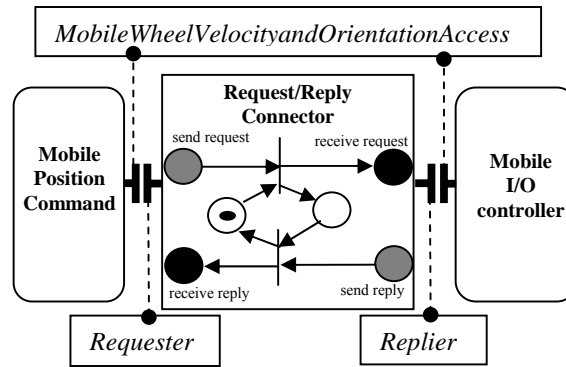 MobileWheelVelocityandOrientationAccess
Request/Reply
Connector
send request
receive request
Mobile
Position
Command
Mobile
I/O
controller
receive reply
send reply
Requester
Replier